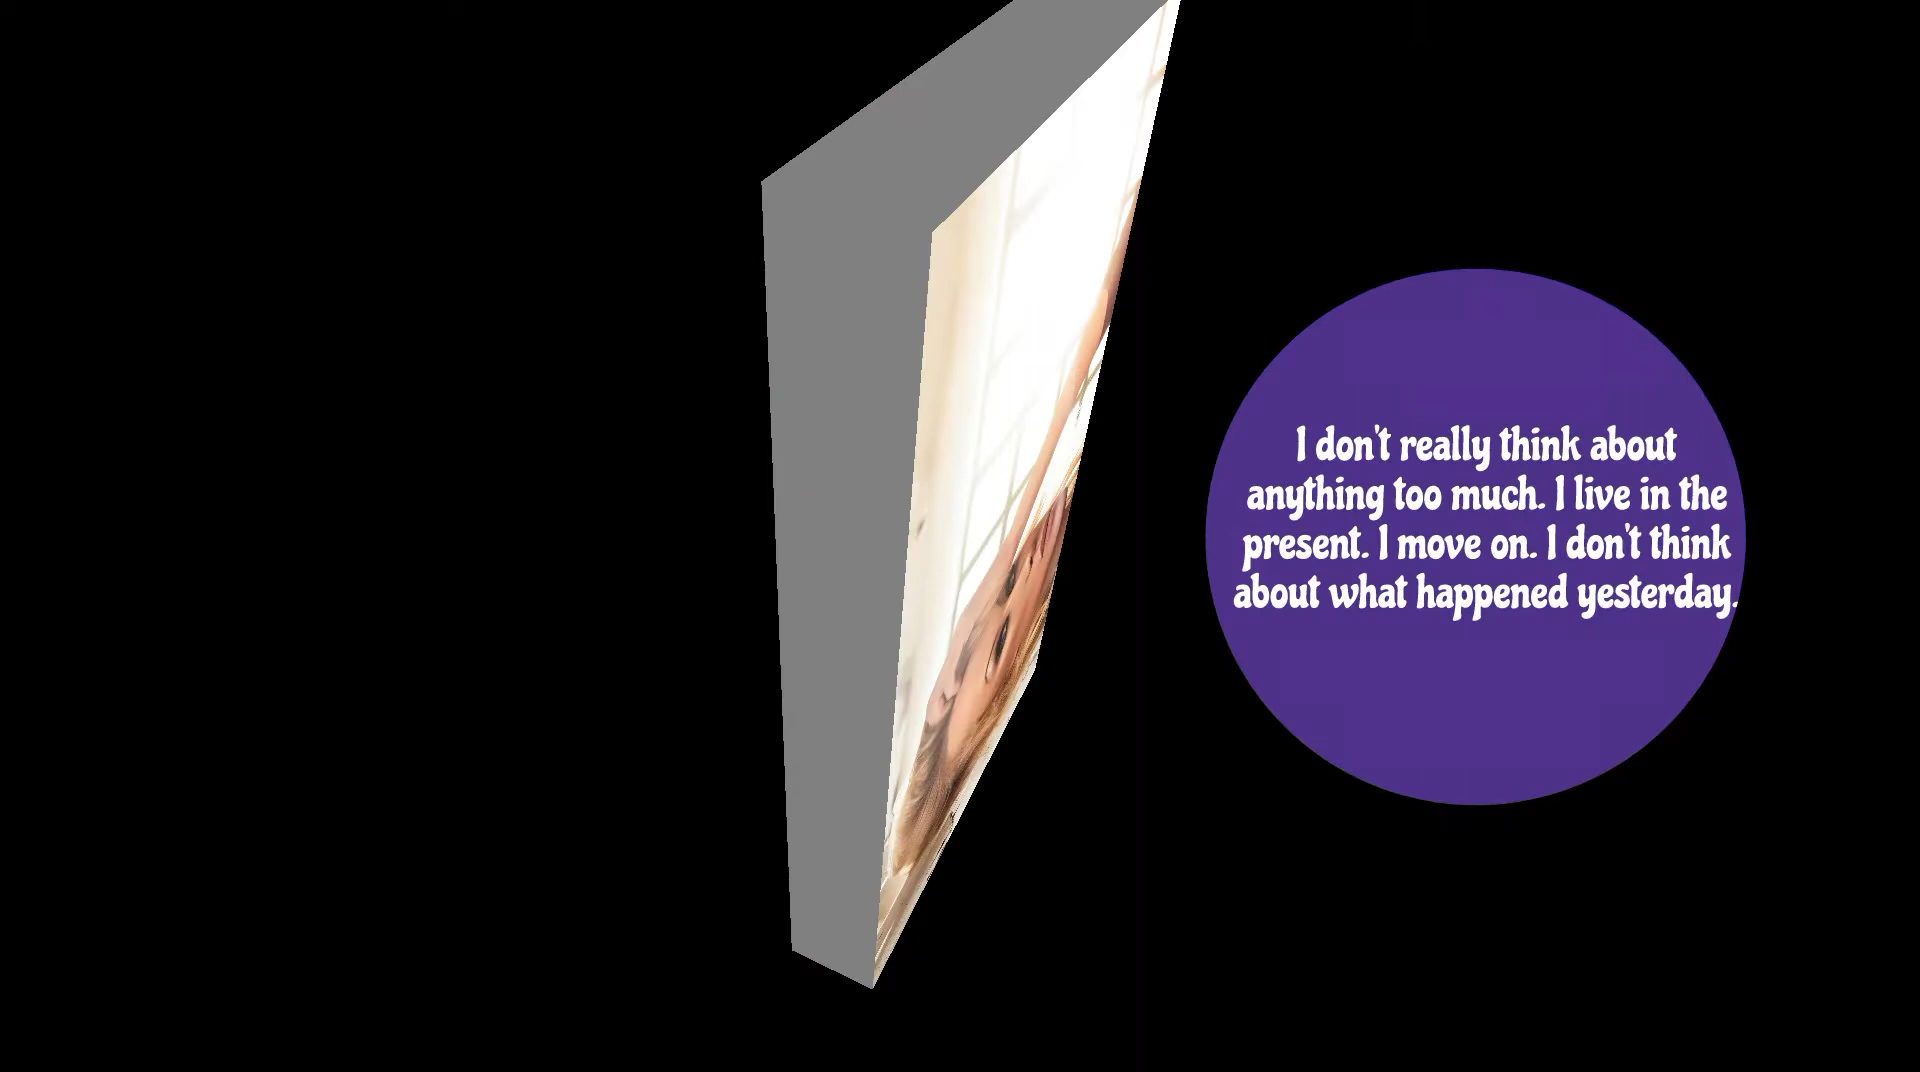 I don't really think about
anything too much. I live in the
present. I move on. I don't think
about what happened yesterday.